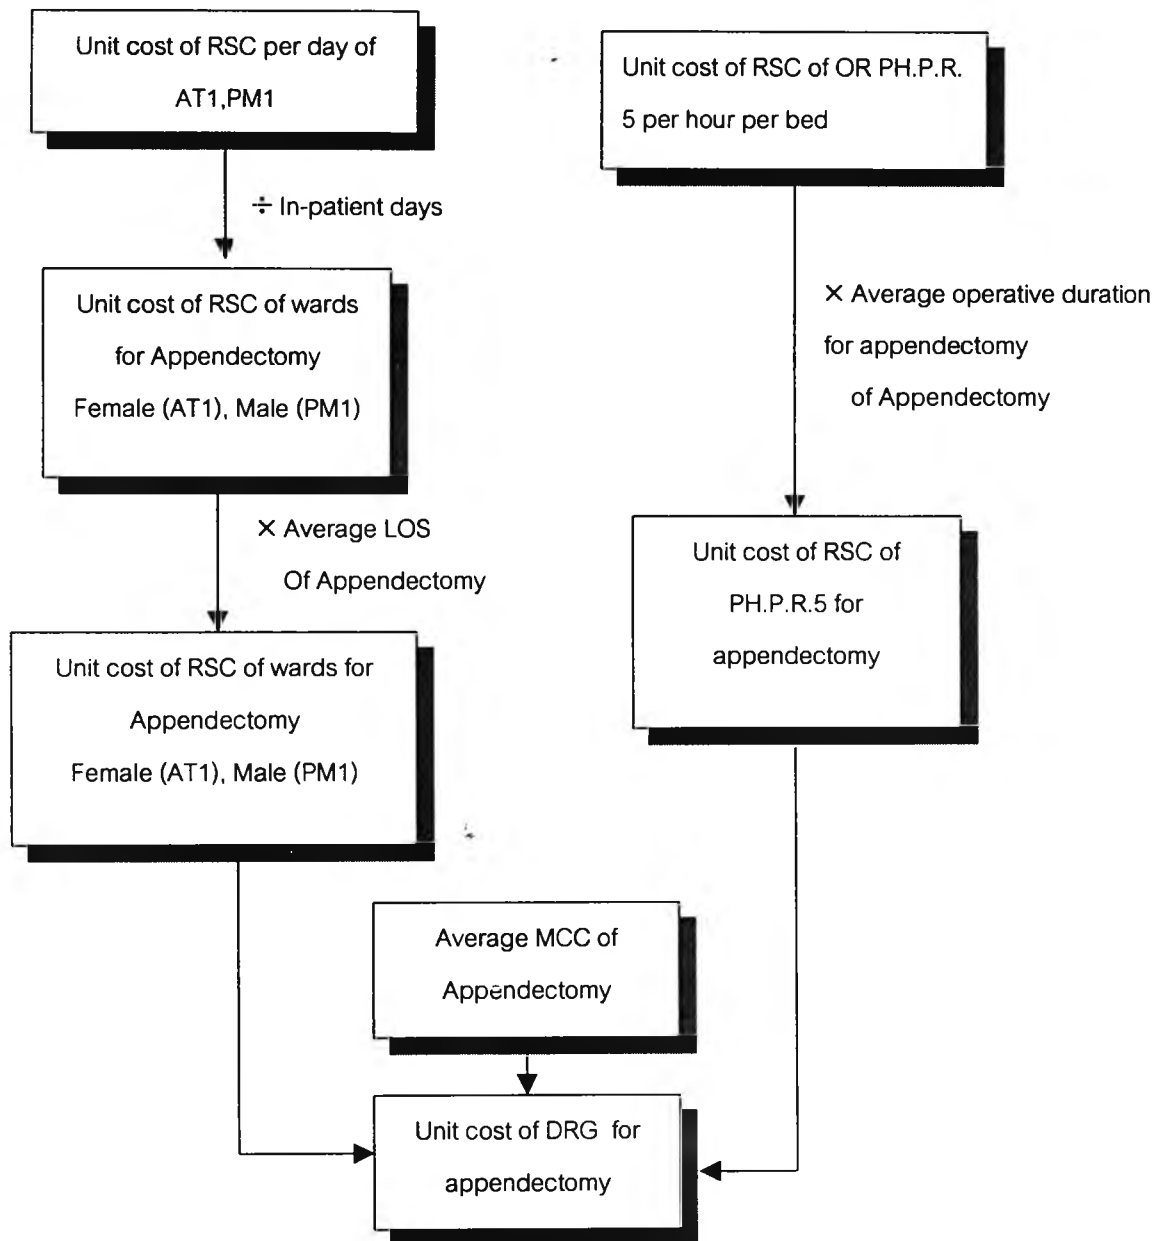 Unit cost of RSC per day of
AT1,PM1
÷ In-patient days
Unit cost of RSC of wards
for Appendectomy
Female (AT1), Male (PM1)
× Average LOS
Of Appendectomy
Unit cost of RSC of wards for
Appendectomy
Female (AT1), Male (PM1)
Unit cost of RSC of OR PH.P.R.
5 per hour per bed
× Average operative duration
for appendectomy
of Appendectomy
Unit cost of RSC of
PH.P.R.5 for
appendectomy
Average MCC of
Appendectomy
Unit cost of DRG for
appendectomy